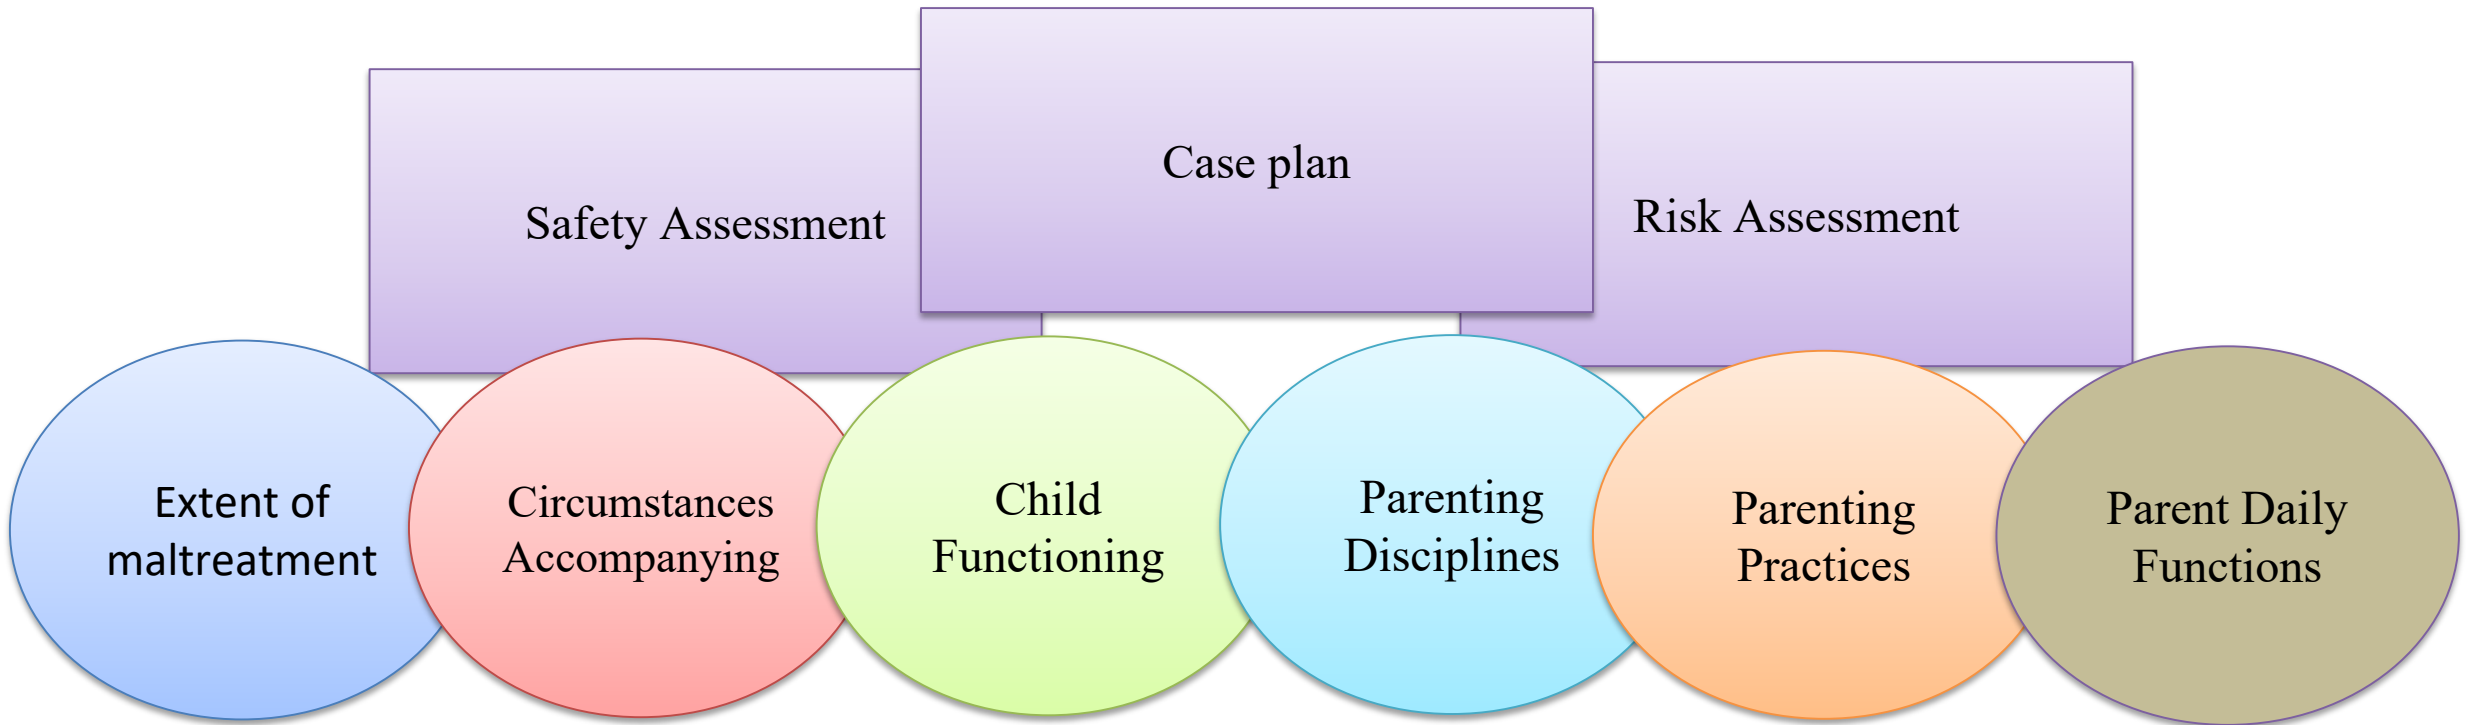 Case plan
Safety Assessment
Risk Assessment
Extent of
maltreatment
Circumstances
Accompanying
Child
Functioning
Parenting
Disciplines
Parenting
Practices
Parent Daily
Functions